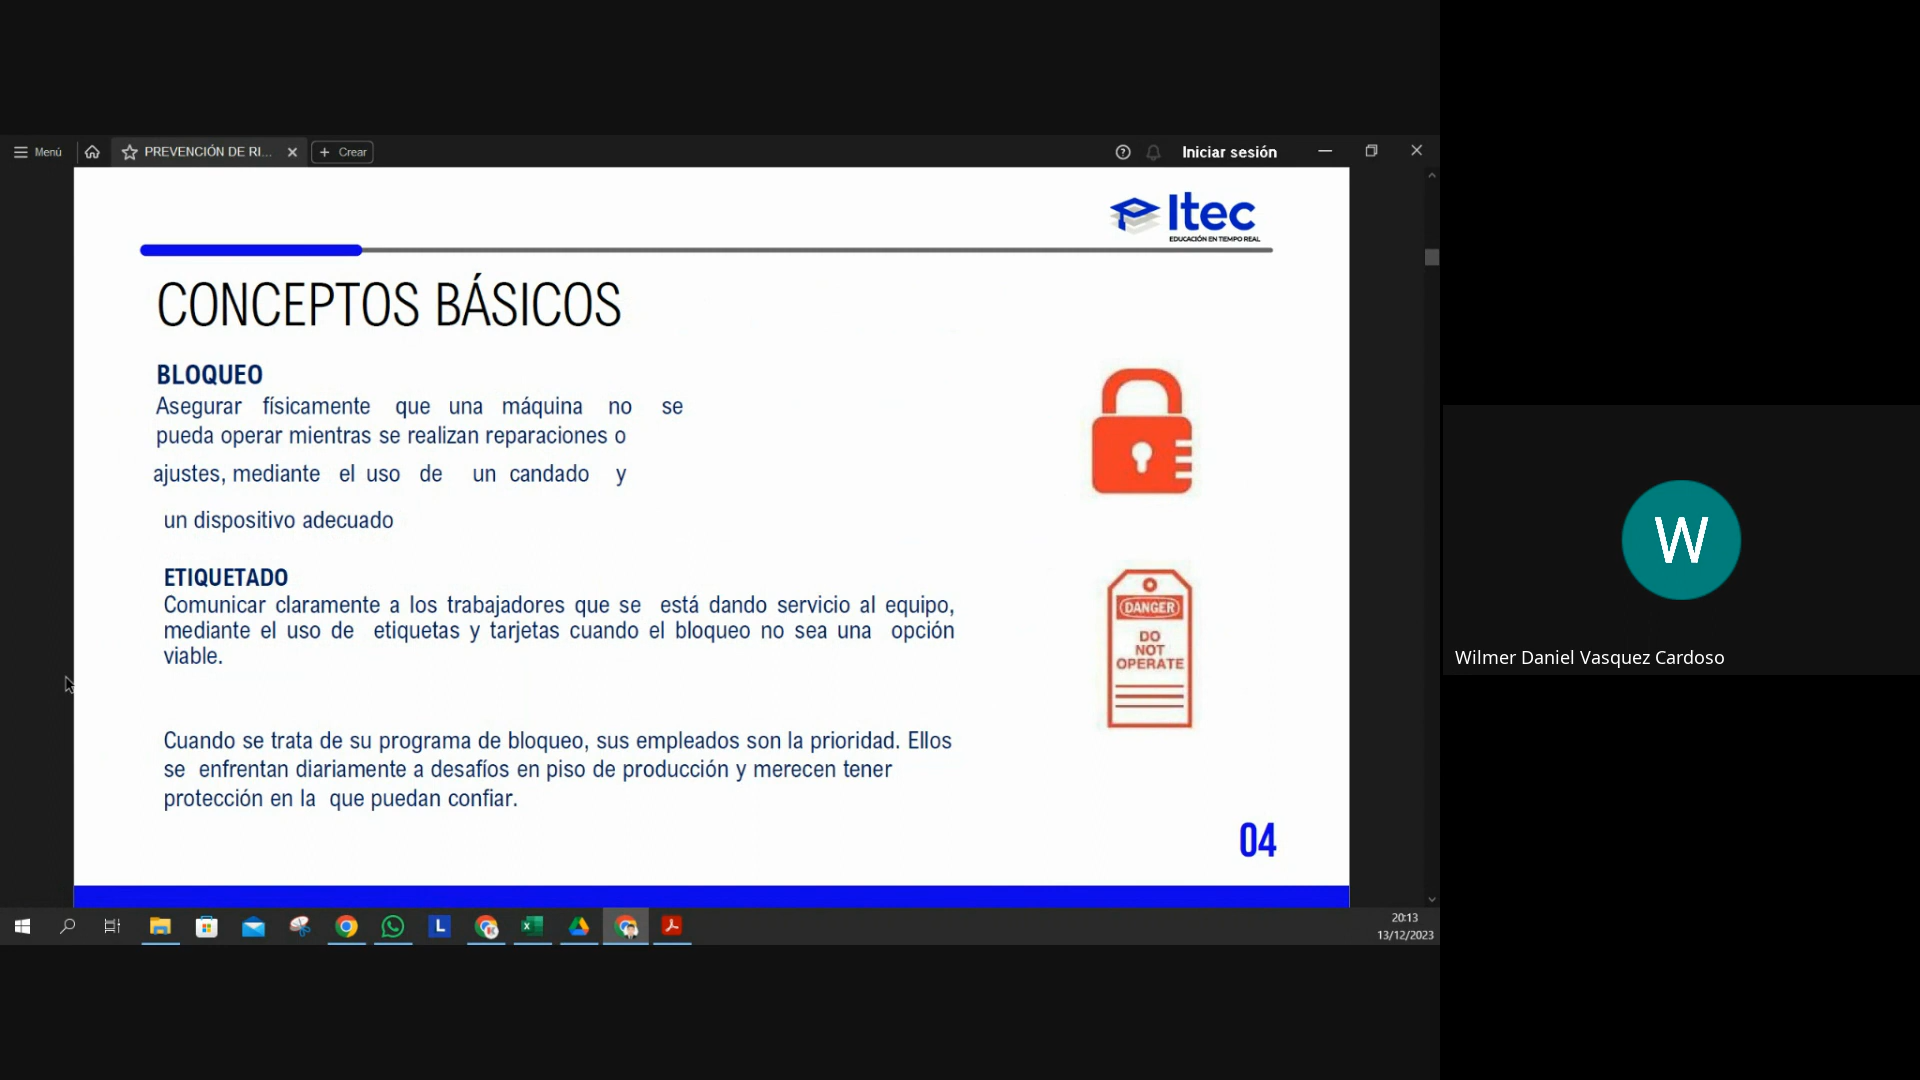 Menú
PREVENCIÓN DE RI...
+ Crear
Iniciar sesión
Itec
EDUCACIÓN EN TIEMPO REAL
CONCEPTOS BÁSICOS
BLOQUEO
Asegurar físicamente que una máquina no se
pueda operar mientras se realizan reparaciones o
ajustes, mediante el uso de un candado y
un dispositivo adecuado
ETIQUETADO
Comunicar claramente a los trabajadores que se está dando servicio al equipo,
mediante el uso de etiquetas y tarjetas cuando el bloqueo no sea una opción
viable.
DANGER
DO
NOT
OPERATE
Cuando se trata de su programa de bloqueo, sus empleados son la prioridad. Ellos
se enfrentan diariamente a desafíos en piso de producción y merecen tener
protección en la que puedan confiar.
04
W
Wilmer Daniel Vasquez Cardoso
L
20:13
13/12/2023